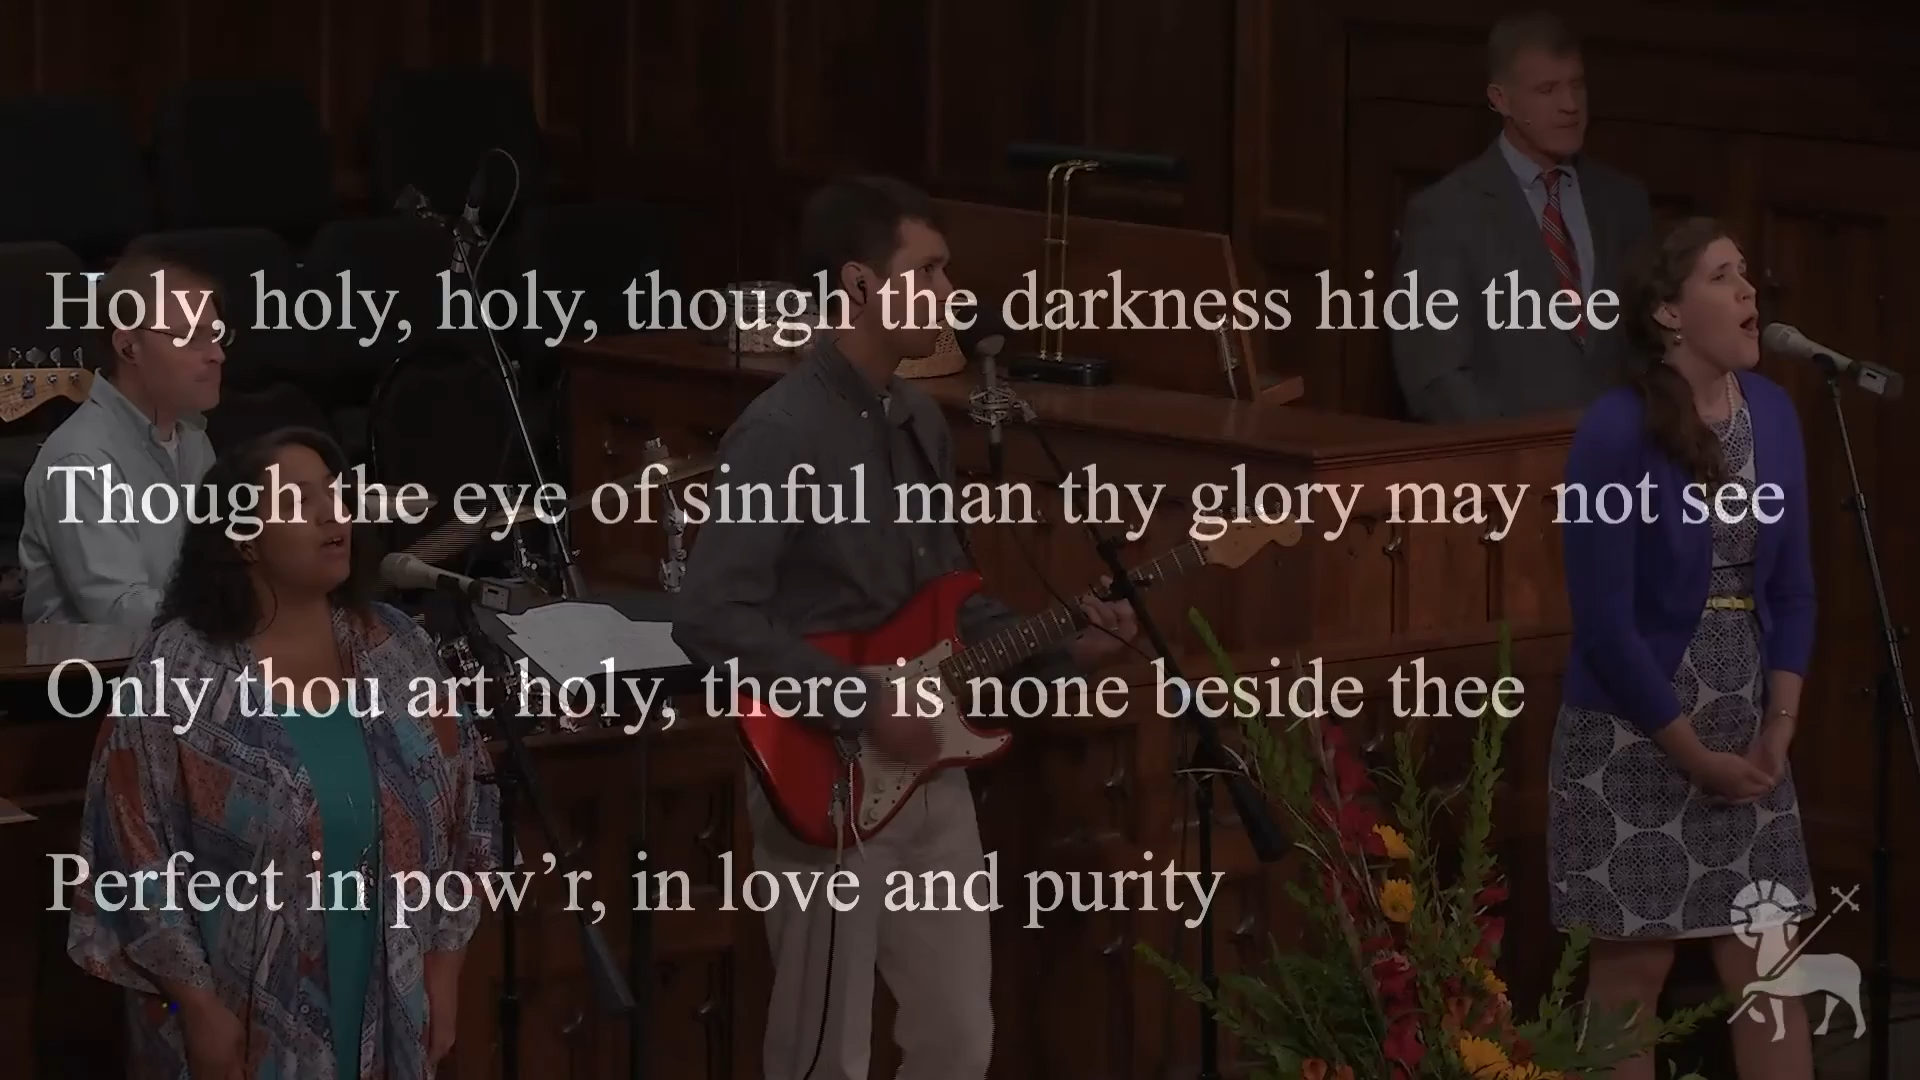 Holy, holy, holy, though the darkness hide thee
Though the eye of sinful man thy glory may not see
Only thou art holy, there is none beside thee
Perfect in pow’r, in love and purity